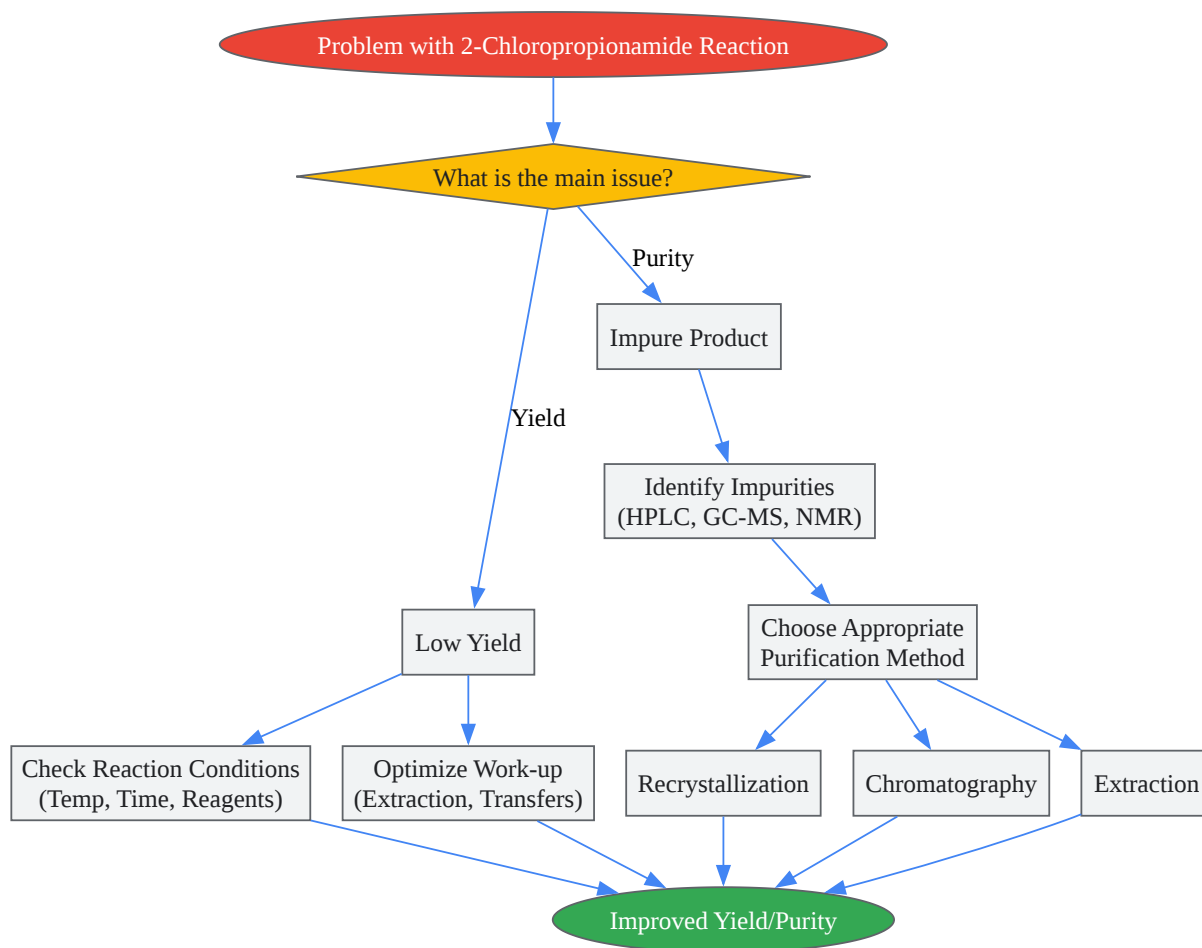 Problem with 2-Chloropropionamide Reaction
What is the main issue?
Purity
Impure Product
Yield
Identify Impurities
(HPLC, GC-MS, NMR)
Low Yield
Choose Appropriate
Purification Method
Check Reaction Conditions
(Temp, Time, Reagents)
Optimize Work-up
(Extraction, Transfers)
Recrystallization
Chromatography
Extraction
Improved Yield/Purity